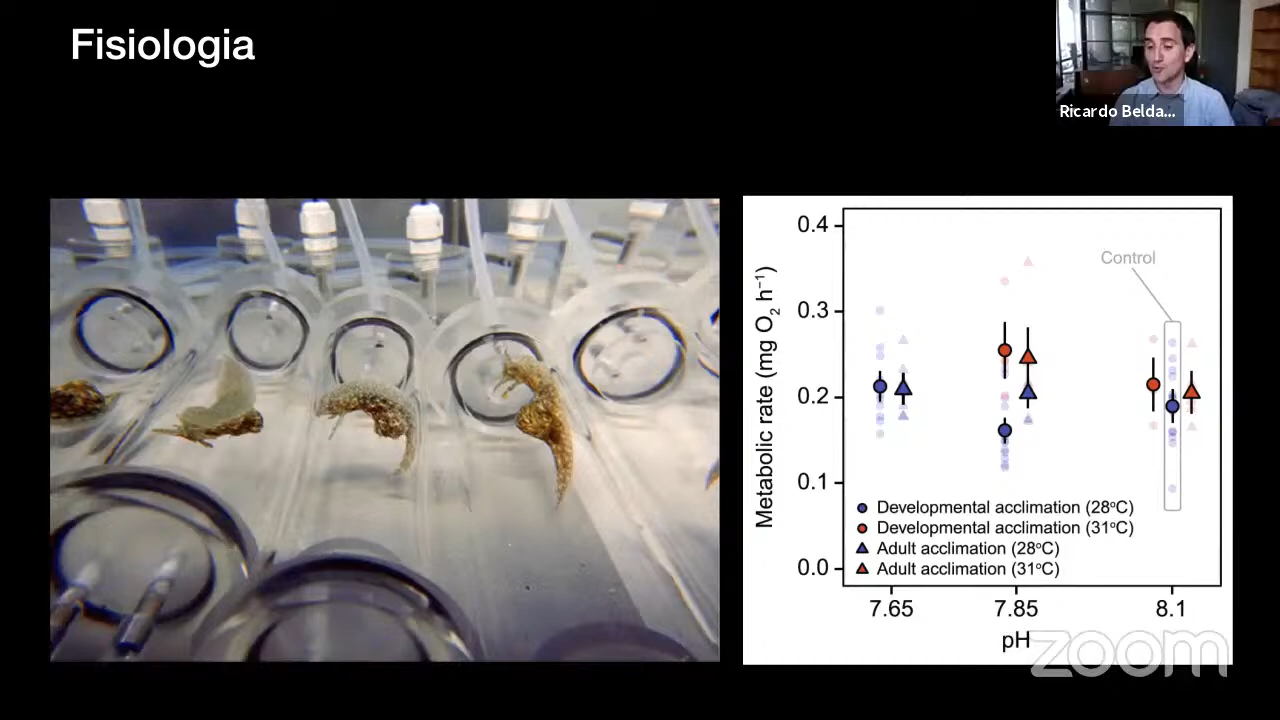 Fisiologia
Ricardo Belda...
Metabolic rate (mg O₂ h⁻¹)
0.4
0.3
0.2
0.1
0.0
Control
Developmental acclimation (28°C)
Developmental acclimation (31°C)
Adult acclimation (28°C)
Adult acclimation (31°C)
7.65 7.85 8.1
pH
zoom